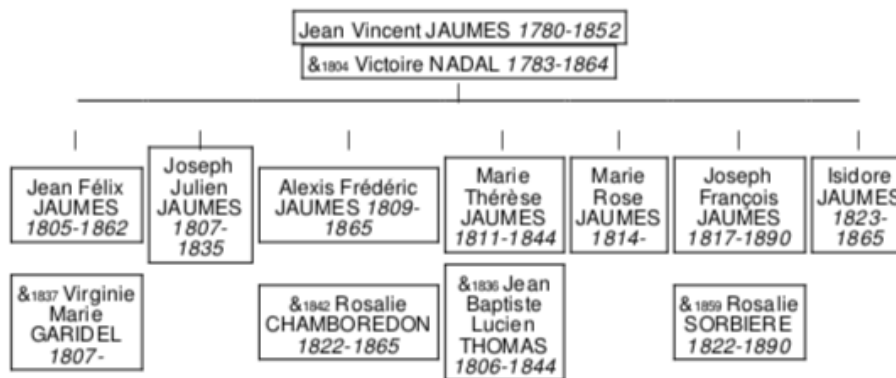 Jean Vincent JAUMES 1780-1852
&1804 Victoire NADAL 1783-1864
Jean Félix
JAUMES
1805-1862
Joseph
Julien
JAUMES
1807-
1835
Alexis Frédéric
JAUMES 1809-
1865
Marie
Thérèse
JAUMES
1811-1844
Marie
Rose
JAUMES
1814-
Joseph
François
JAUMES
1817-1890
Isidore
JAUMES
1823-
1865
&1837 Virginie
Marie
GARIDEL
1807-
&1842 Rosalie
CHAMBOREDON
1822-1865
&1836 Jean
Baptiste
Lucien
THOMAS
1806-1844
&1859 Rosalie
SORBIERE
1822-1890